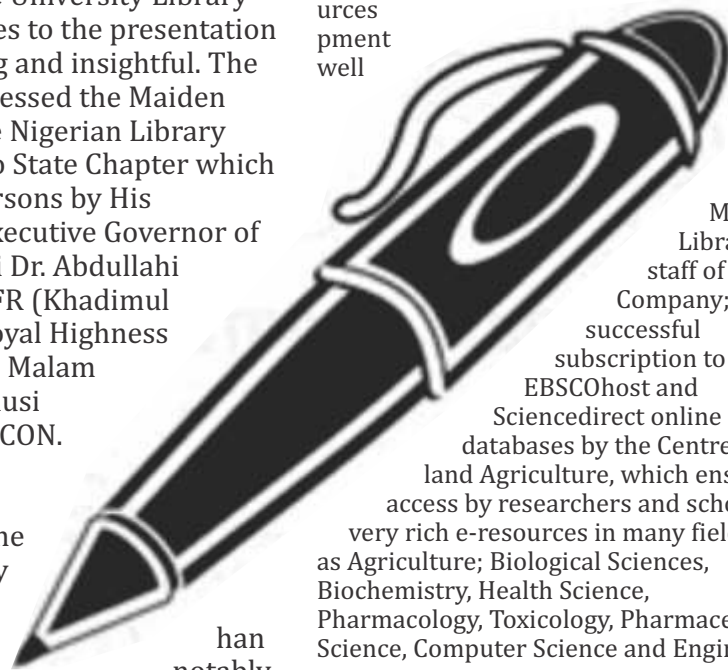 University Library
es to the presentation
g and insightful. The
essed the Maiden
Nigerian Library
o State Chapter which
rsons by His
xecutive Governor of
i Dr. Abdullahi
FR (Khadimul
oyal Highness
Malam
usi
CON.
ne
y
han
notably
urces
pment
well
M
Libra
staff of
Company;
successful
subscription to
EBSCOhost and
Sciencedirect online
databases by the Centre
land Agriculture, which ens
access by researchers and scho
very rich e-resources in many fiel
as Agriculture; Biological Sciences,
Biochemistry, Health Science,
Pharmacology, Toxicology, Pharmace
Science, Computer Science and Engin